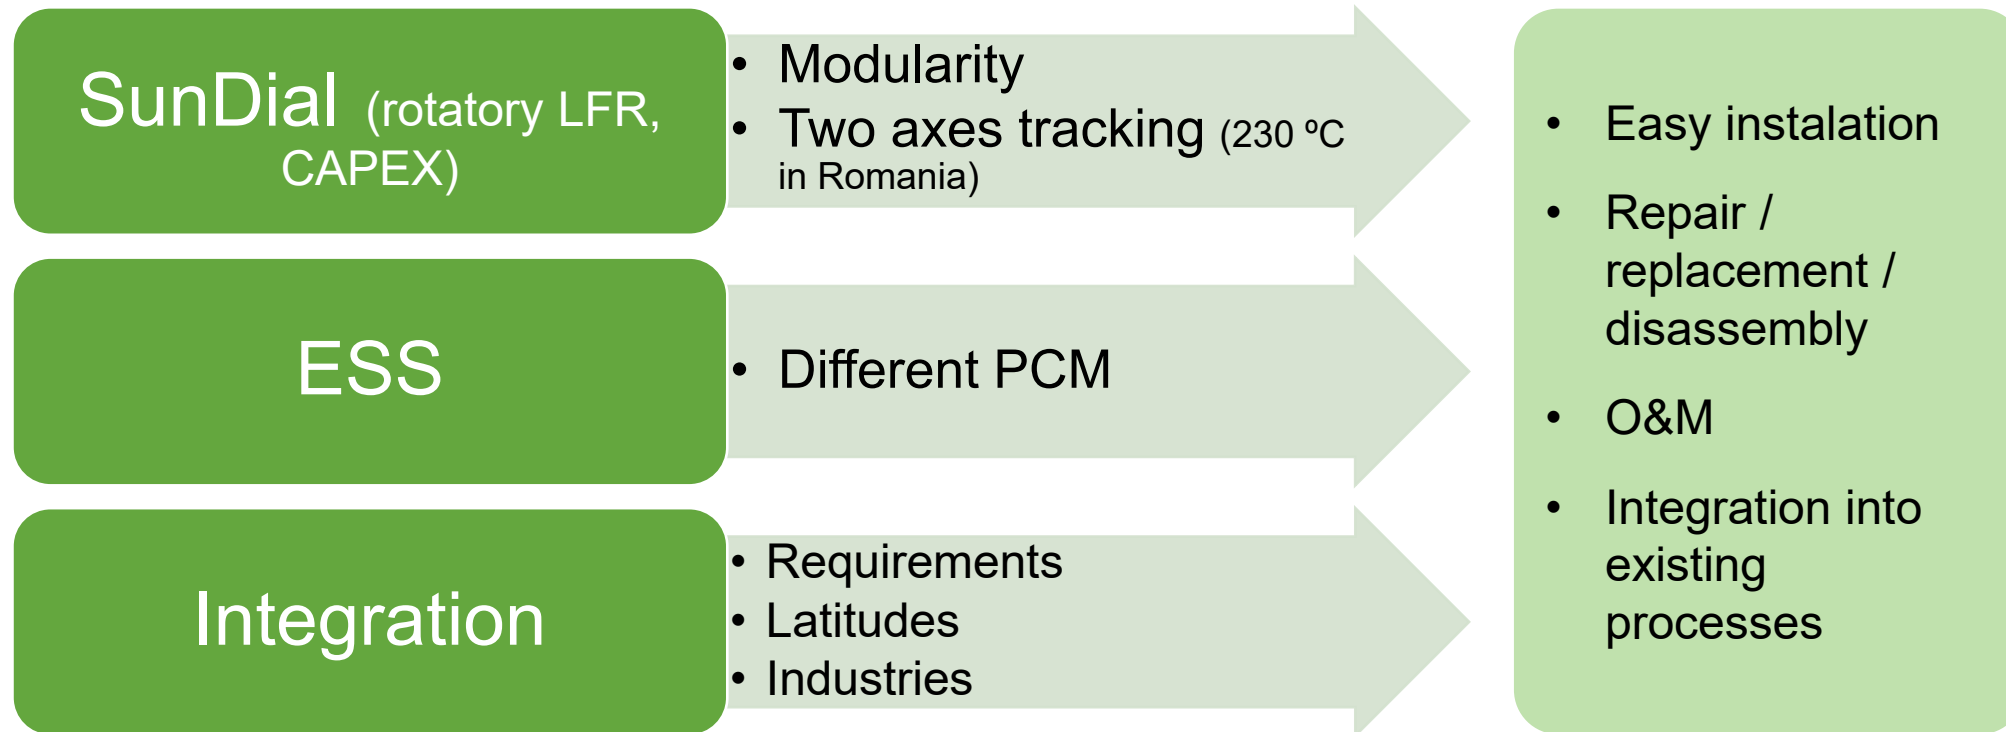 SunDial (rotatory LFR,
CAPEX)
• Modularity
• Two axes tracking (230 ºC
in Romania)
ESS
• Different PCM
Integration
• Requirements
• Latitudes
• Industries
• Easy instalation
• Repair /
replacement /
disassembly
• O&M
• Integration into
existing
processes